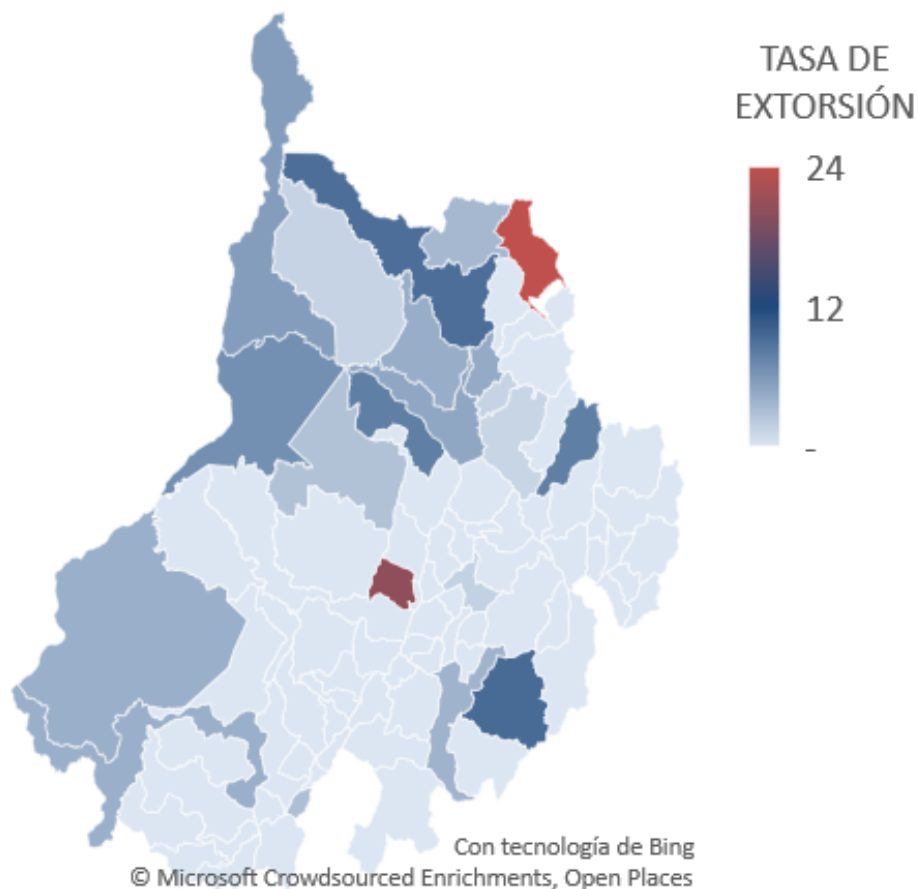 TASA DE
EXTORSIÓN
24
12
-
Con tecnología de Bing
© Microsoft Crowdsourced Enrichments, Open Places